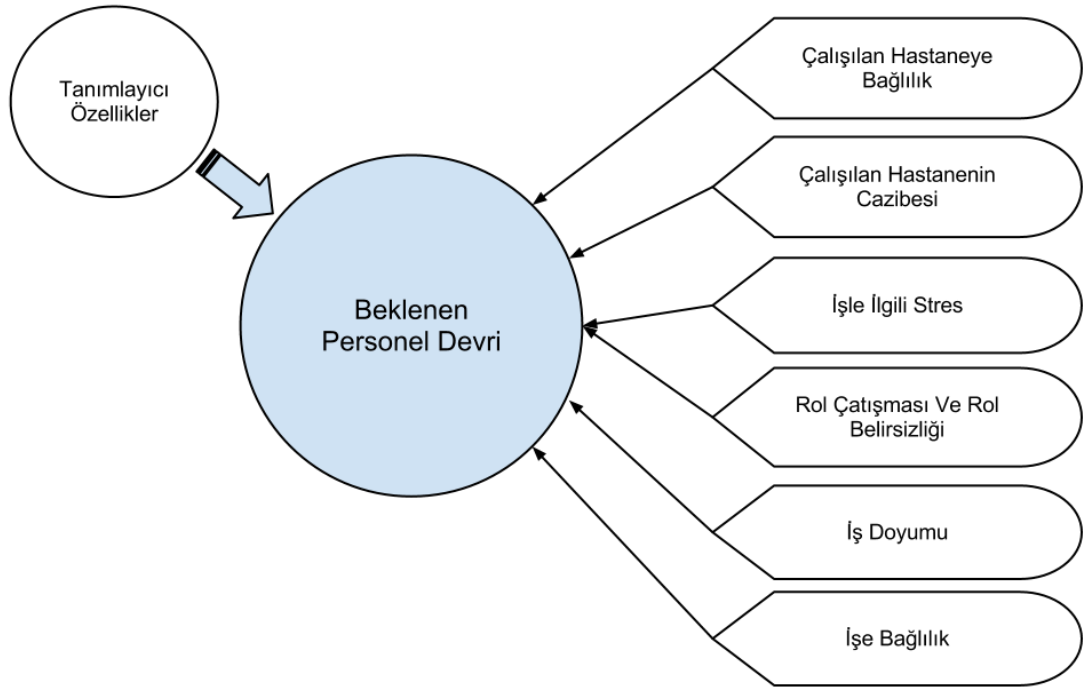 Tanımlayıcı
Özellikler
Beklenen
Personel Devri
Çalışılan Hastaneye
Bağlılık
Çalışılan Hastanenin
Cazibesi
İşle İlgili Stres
Rol Çatışması Ve Rol
Belirsizliği
İş Doyumu
İşe Bağlılık